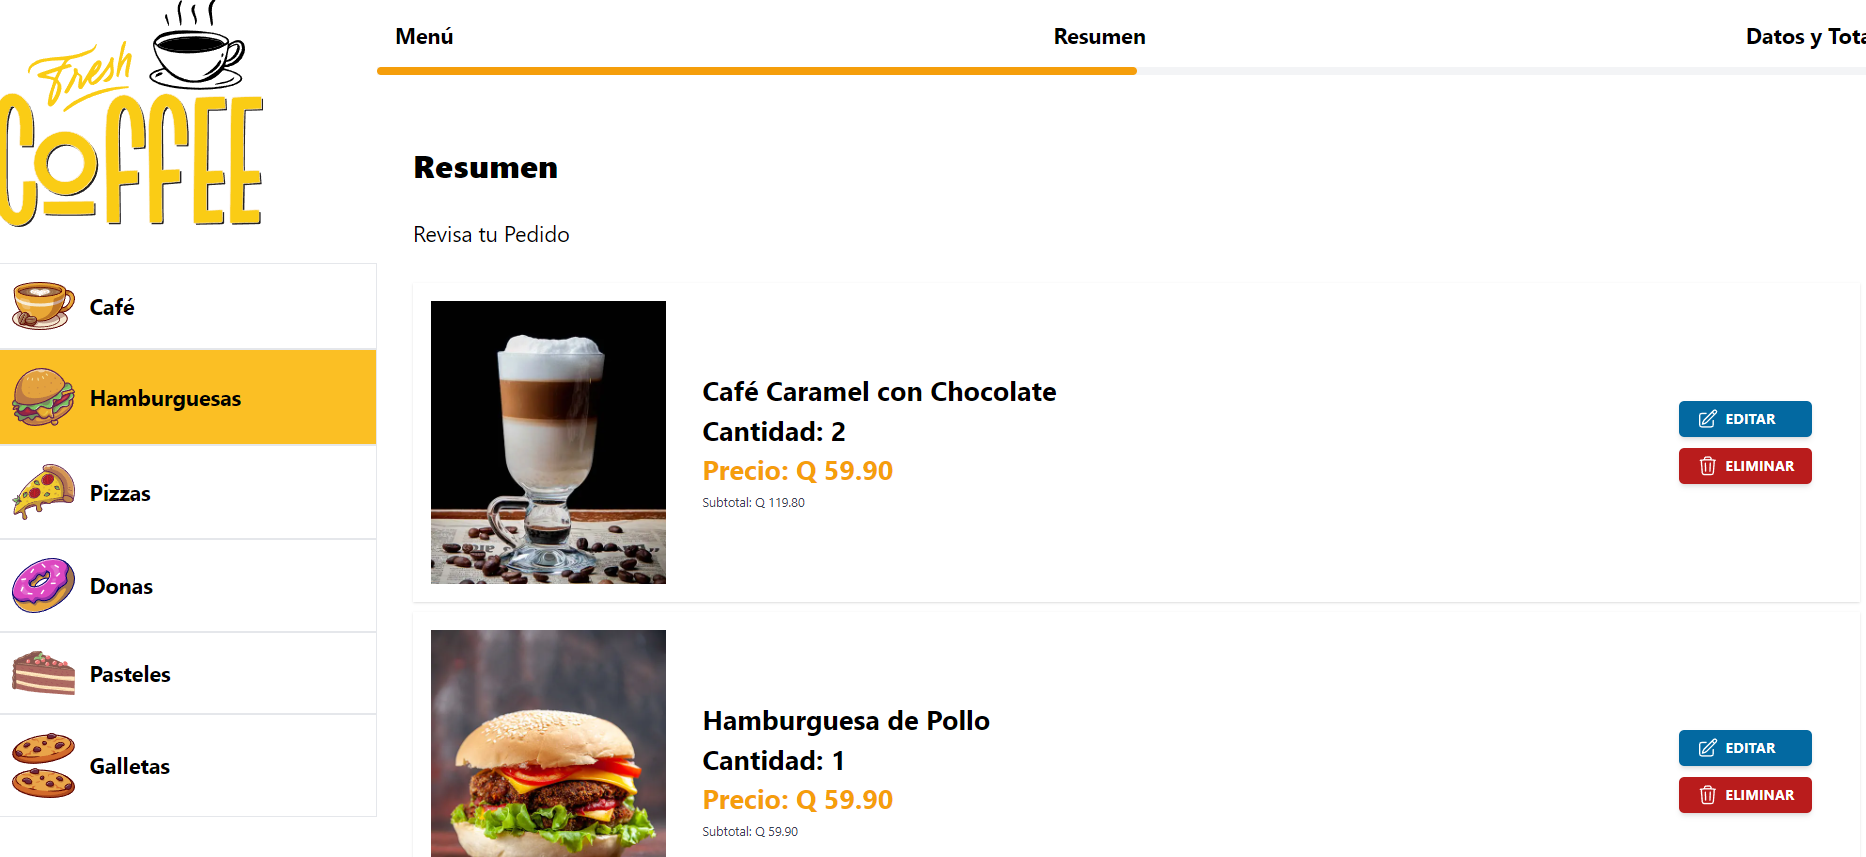 Fresh
COFFEE
Menú
Resumen
Datos y Tota
Resumen
Revisa tu Pedido
Café
Hamburguesas
Pizzas
Donas
Pasteles
Galletas
Café Caramel con Chocolate
Cantidad: 2
Precio: Q 59.90
Subtotal: Q 119.80
EDITAR
ELIMINAR
Hamburguesa de Pollo
Cantidad: 1
Precio: Q 59.90
Subtotal: Q 59.90
EDITAR
ELIMINAR